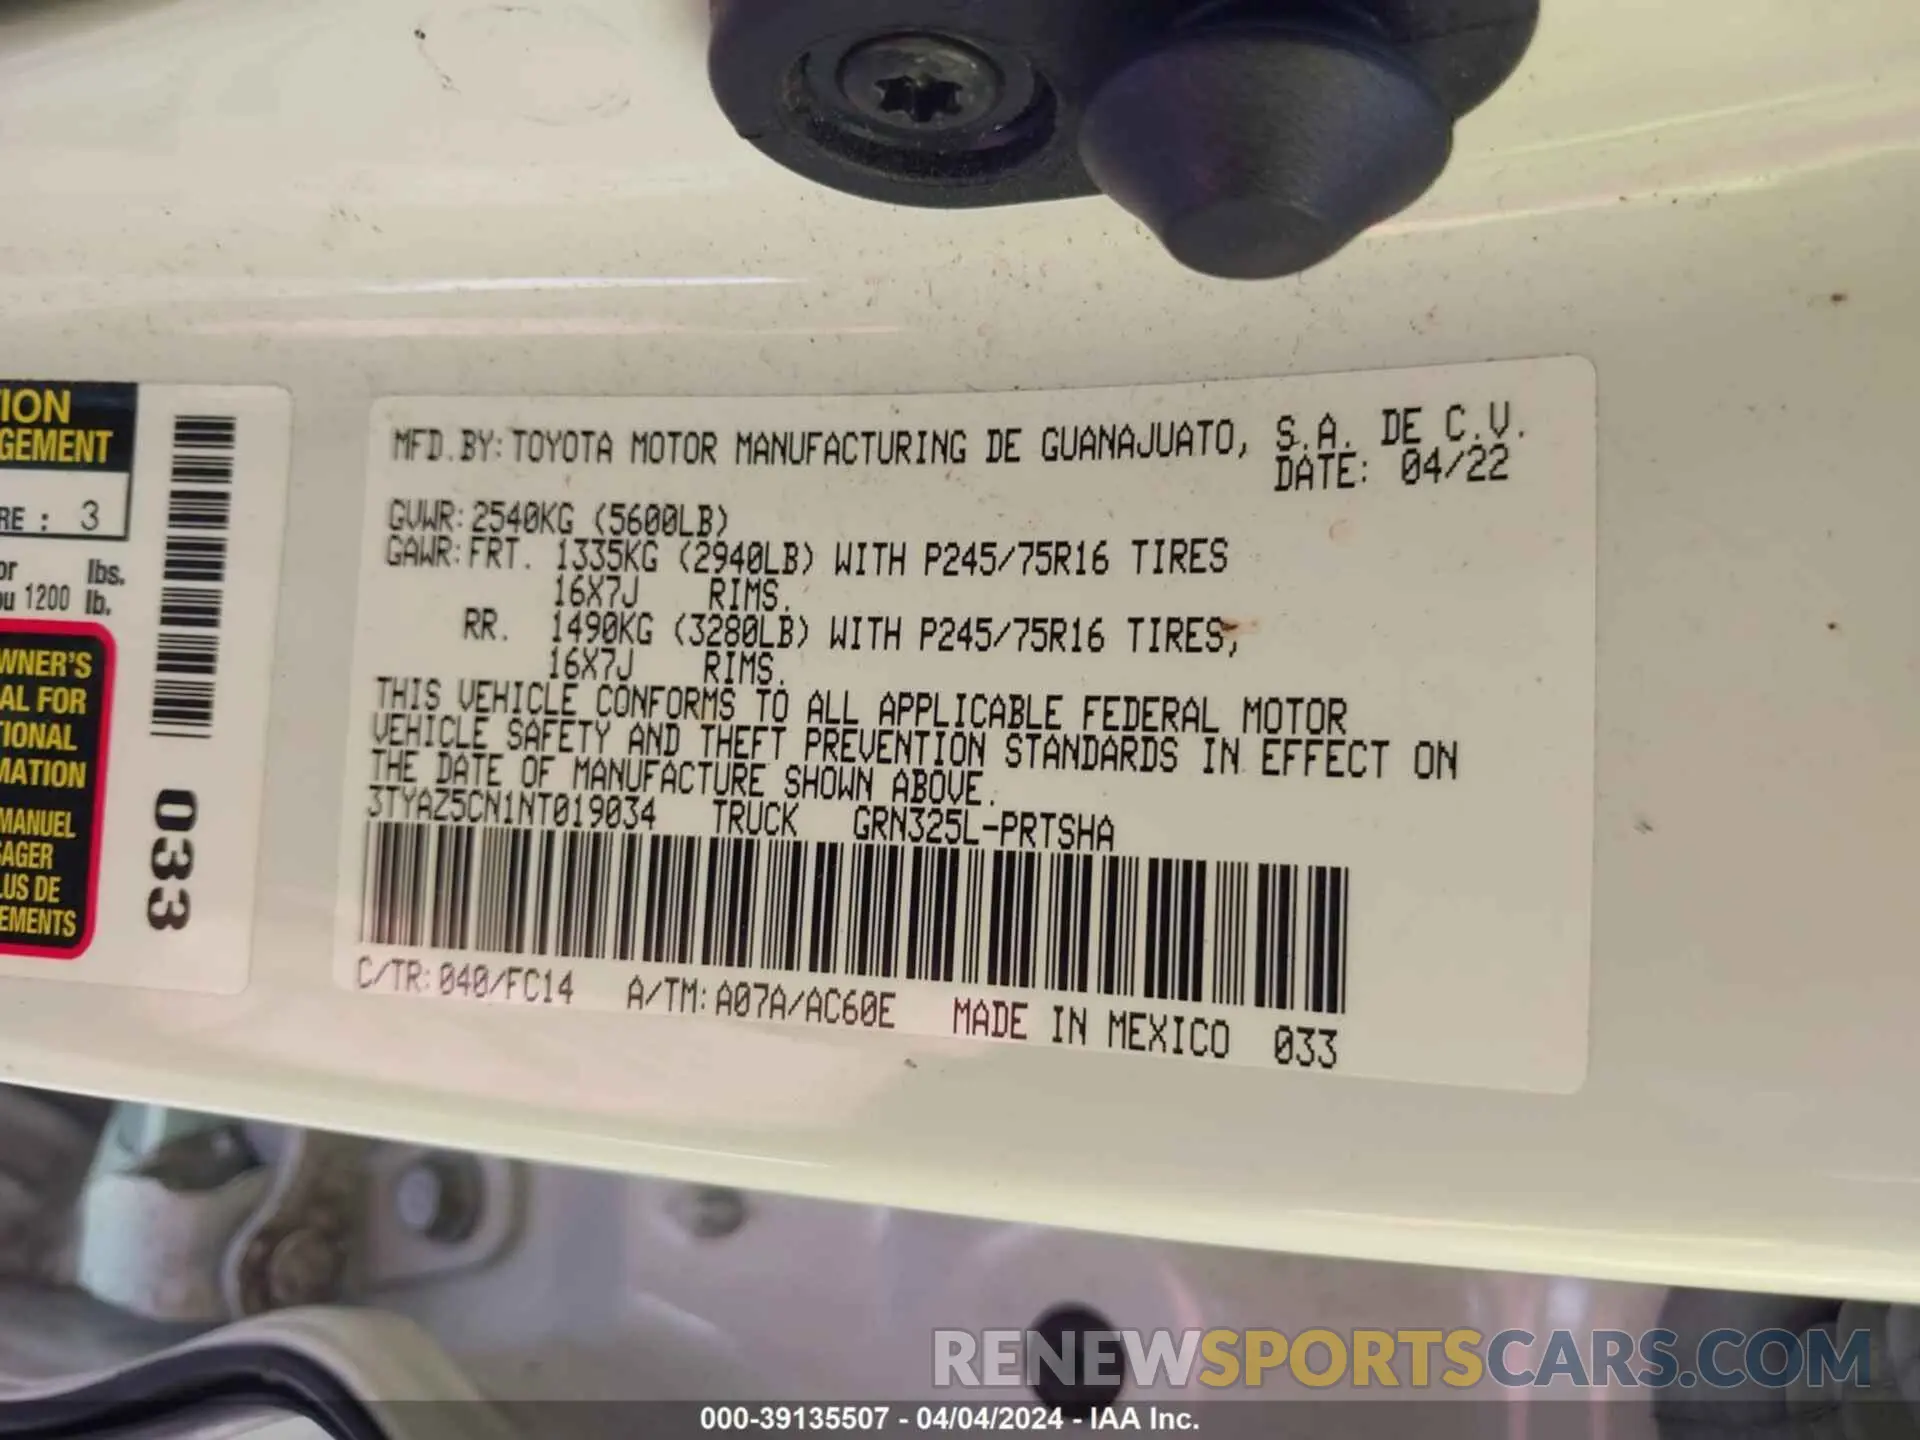 TION
GEMENT
RE : 3
or lbs.
ou 1200 lb.
WNER'S
AL FOR
TIONAL
MATION
MANUEL
AGER
LUS DE
EMENTS
033
MFD.BY:TOYOTA MOTOR MANUFACTURING DE GUANAJUATO, S.A. DE C.V.
DATE: 04/22
GVWR:2540KG (5600LB)
GAWR:FRT. 1335KG (2940LB) WITH P245/75R16 TIRES
16X7J RIMS.
RR. 1490KG (3280LB) WITH P245/75R16 TIRES,
16X7J RIMS.
THIS VEHICLE CONFORMS TO ALL APPLICABLE FEDERAL MOTOR
VEHICLE SAFETY AND THEFT PREVENTION STANDARDS IN EFFECT ON
THE DATE OF MANUFACTURE SHOWN ABOVE.
3TYAZ5CN1NT019034 TRUCK GRN325L-PRTSHA
C/TR:040/FC14 A/TM:A07A/AC60E MADE IN MEXICO 033
RENEWSPORTSCARS.COM
000-39135507 - 04/04/2024 - IAA Inc.